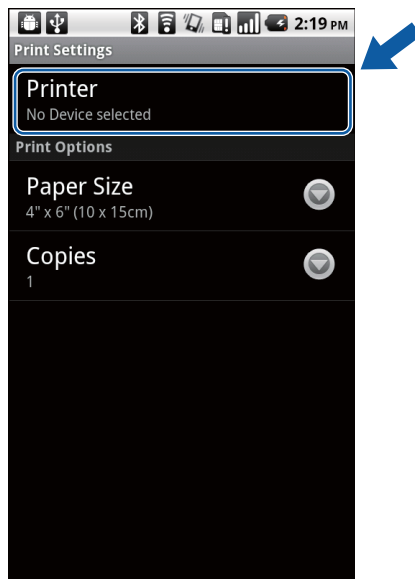 2:19 PM
Print Settings
Printer
No Device selected
Print Options
Paper Size
4" x 6" (10 x 15cm)
Copies
1